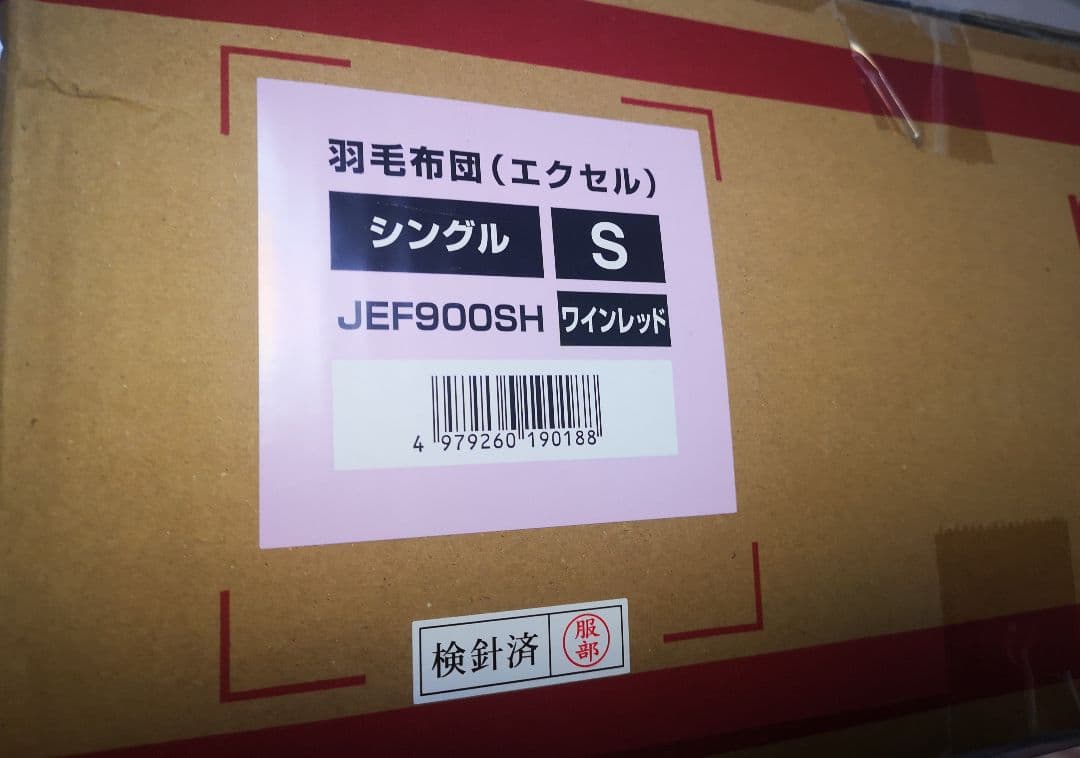 羽毛布団(エクセル)
シングル S
JEF900SH ワインレッド
4 979260 190188
検針済 服部